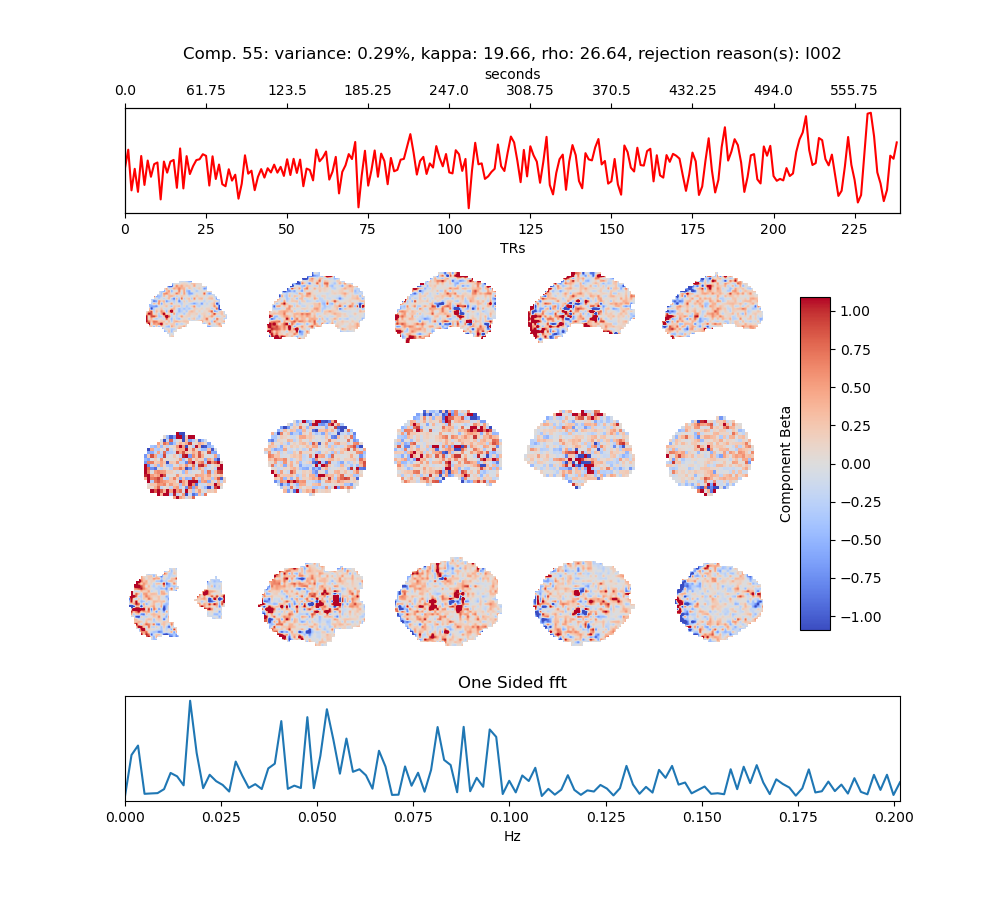 Comp. 55: variance: 0.29%, kappa: 19.66, rho: 26.64, rejection reason(s): I002
seconds
0.0 61.75 123.5 185.25 247.0 308.75 370.5 432.25 494.0 555.75
0 25 50 75 100 125 150 175 200 225
TRs
1.00
0.75
0.50
0.25
0.00
−0.25
−0.50
−0.75
−1.00
Component Beta
One Sided fft
0.000 0.025 0.050 0.075 0.100 0.125 0.150 0.175 0.200
Hz